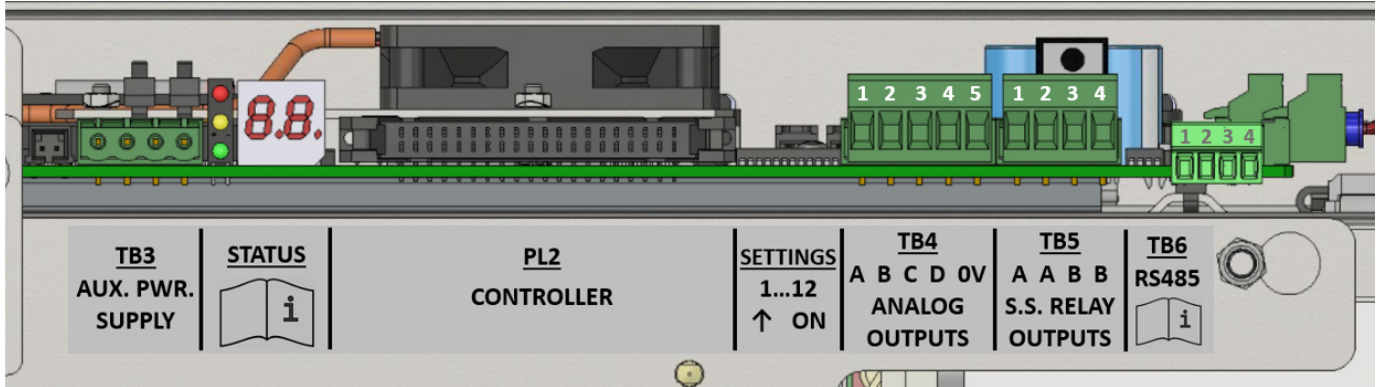 8.8.
1 2 3 4 5
1 2 3 4
1 2 3 4
TB3
AUX. PWR.
SUPPLY
STATUS
i
PL2
CONTROLLER
SETTINGS
1...12
↑ ON
TB4
A B C D 0V
ANALOG
OUTPUTS
TB5
A A B B
S.S. RELAY
OUTPUTS
TB6
RS485
i